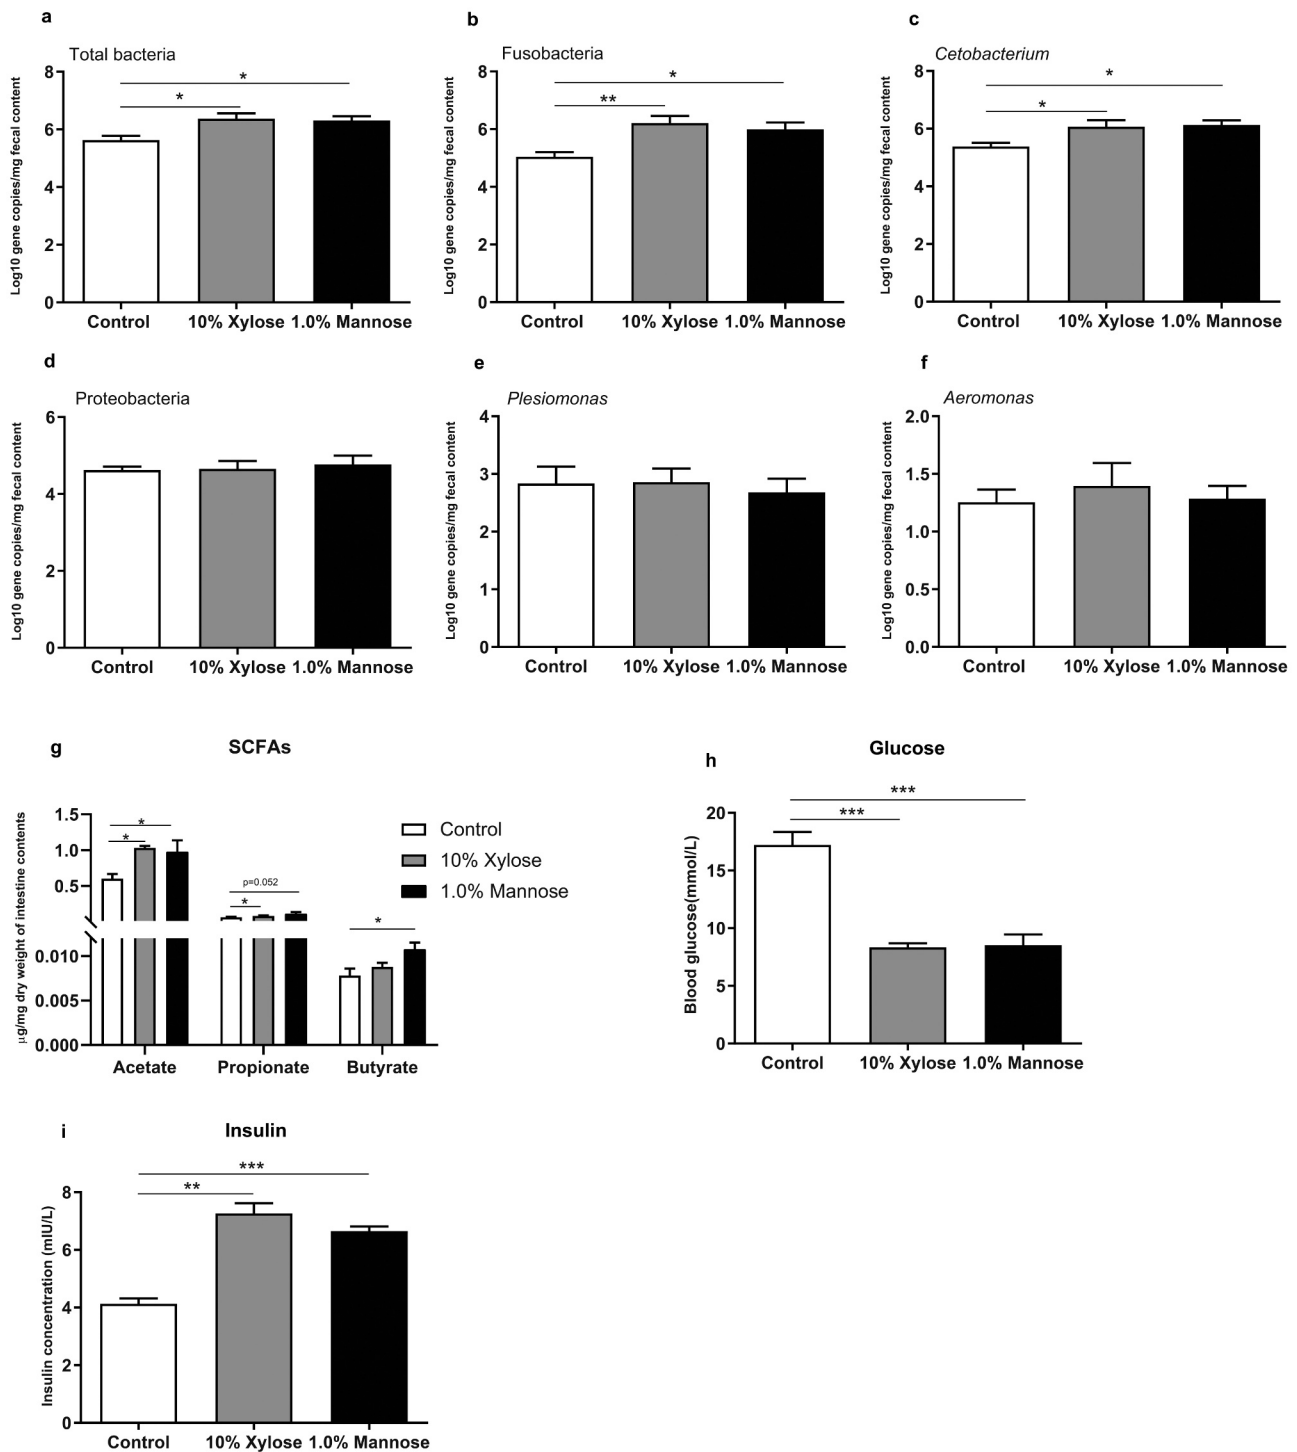 a
Total bacteria
Log10 gene copies/mg fecal content
8
6
4
2
0
*
*
Control 10% Xylose 1.0% Mannose
b
Fusobacteria
Log10 gene copies/mg fecal content
8
6
4
2
0
*
**
Control 10% Xylose 1.0% Mannose
c
Cetobacterium
Log10 gene copies/mg fecal content
8
6
4
2
0
*
*
Control 10% Xylose 1.0% Mannose
d
Proteobacteria
Log10 gene copies/mg fecal content
6
4
2
0
Control 10% Xylose 1.0% Mannose
e
Plesiomonas
Log10 gene copies/mg fecal content
4
3
2
1
0
Control 10% Xylose 1.0% Mannose
f
Aeromonas
Log10 gene copies/mg fecal content
2.0
1.5
1.0
0.5
0.0
Control 10% Xylose 1.0% Mannose
g
SCFAs
µg/mg dry weight of intestine contents
1.5
1.0
0.5
0.010
0.005
0.000
*
*
p=0.052
*
*
Acetate Propionate Butyrate
Control
10% Xylose
1.0% Mannose
h
Glucose
Blood glucose(mmol/L)
20
15
10
5
0
***
***
Control 10% Xylose 1.0% Mannose
i
Insulin
Insulin concentration (mIU/L)
8
6
4
2
0
***
**
Control 10% Xylose 1.0% Mannose